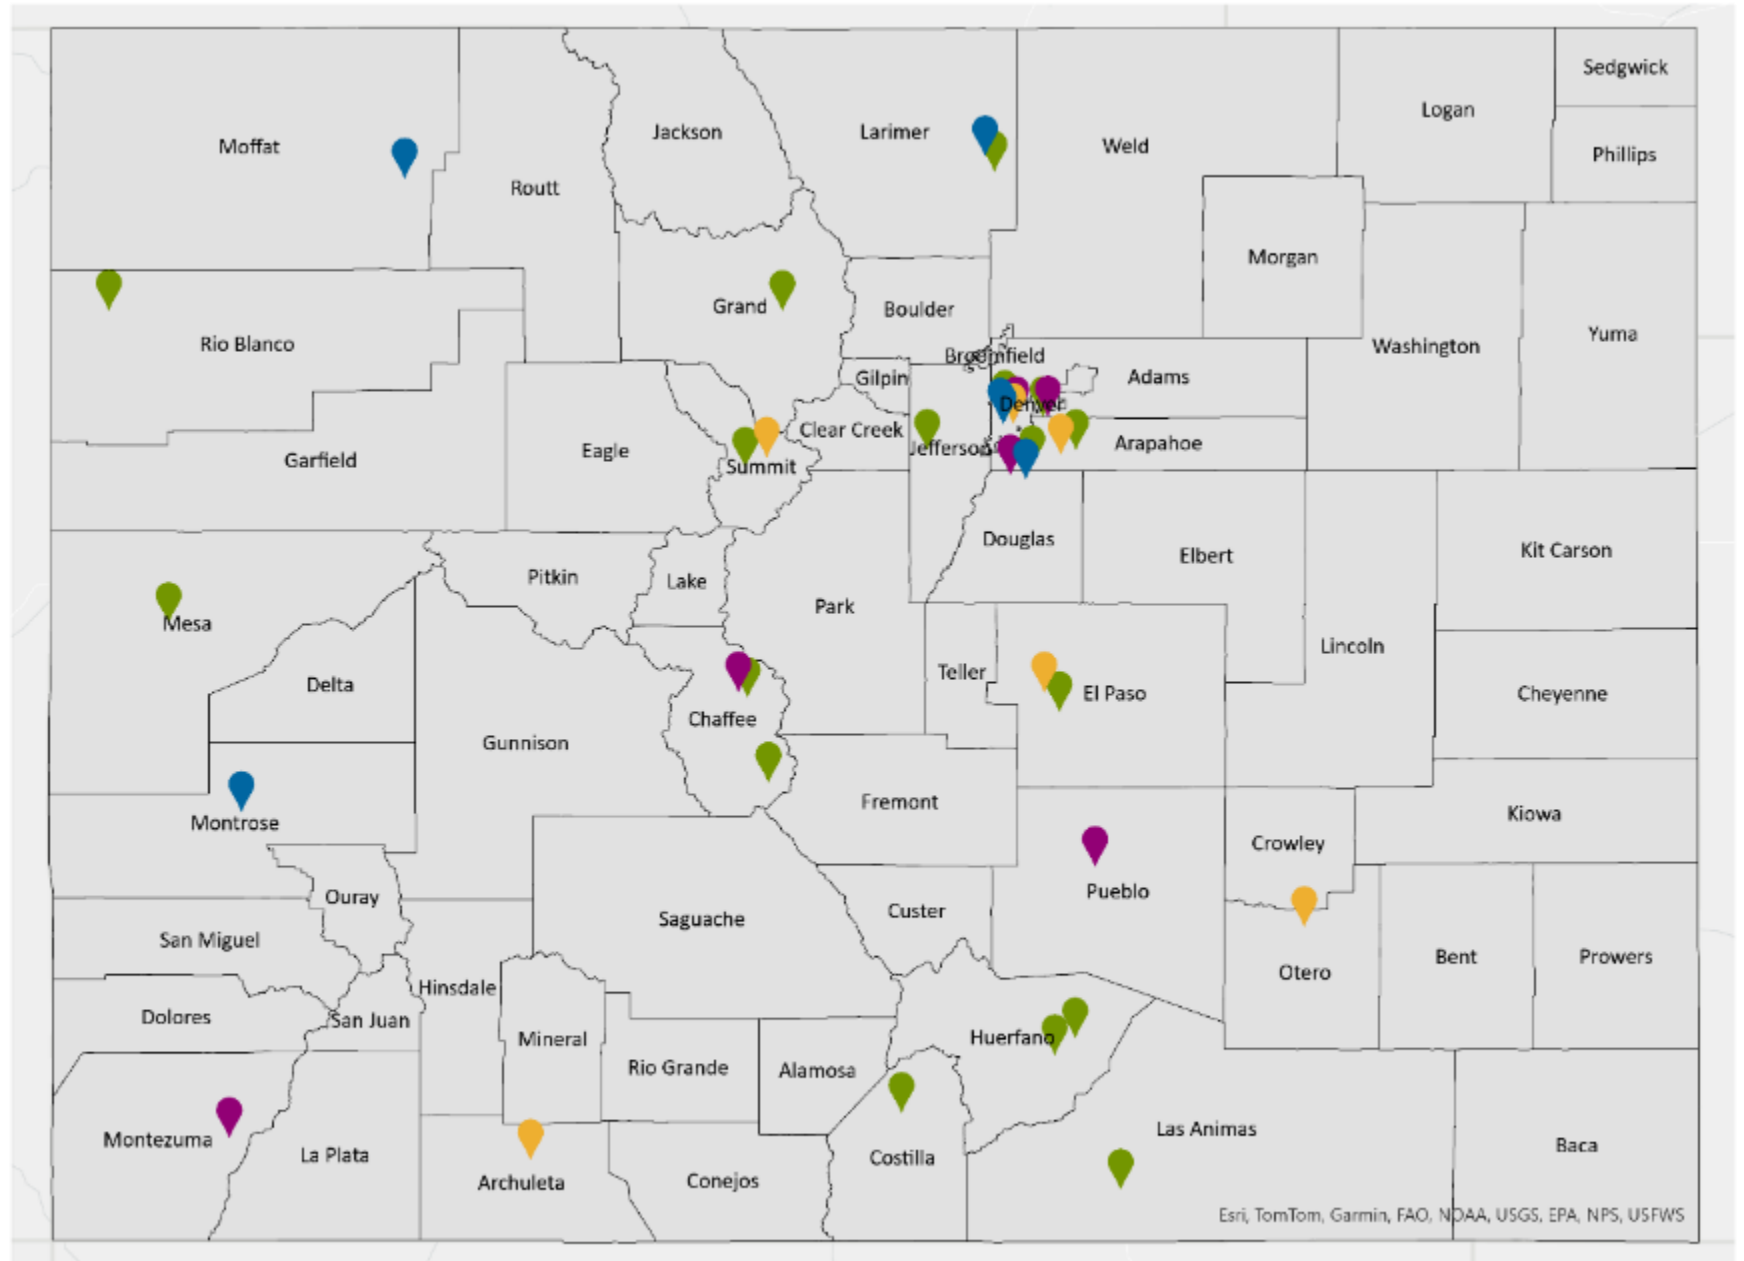 Sedgwick
Logan
Moffat
Jackson
Larimer
Weld
Phillips
Routt
Morgan
Grand
Boulder
Rio Blanco
Washington
Yuma
Broomfield
Gilpin
Adams
Denver
Clear Creek
Jefferson
Arapahoe
Garfield
Eagle
Summit
Douglas
Elbert
Kit Carson
Pitkin
Lake
Park
Mesa
Lincoln
Delta
Teller
El Paso
Cheyenne
Chaffee
Gunnison
Fremont
Montrose
Kiowa
Crowley
Pueblo
Ouray
Custer
Saguache
San Miguel
Otero
Bent
Prowers
Hinsdale
Dolores
San Juan
Mineral
Huerfano
Rio Grande
Alamosa
Montezuma
La Plata
Costilla
Las Animas
Baca
Archuleta
Conejos
Esri, TomTom, Garmin, FAO, NOAA, USGS, EPA, NPS, USFWS